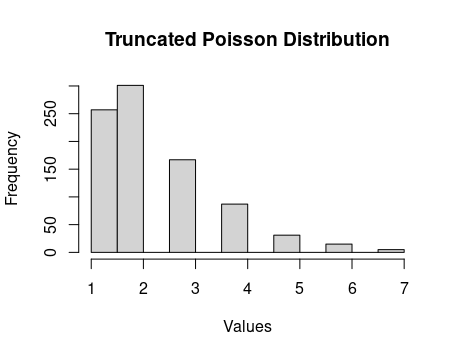 Truncated Poisson Distribution
Frequency
250
150
50
0
1 2 3 4 5 6 7
Values